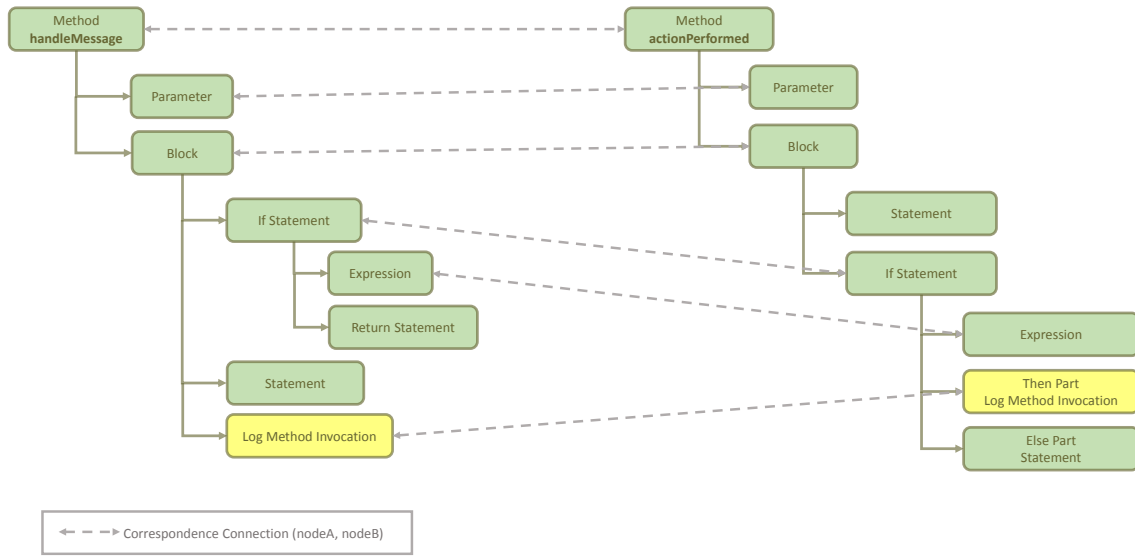 Method
handleMessage
Parameter
Block
If Statement
Expression
Return Statement
Statement
Log Method Invocation
Method
actionPerformed
Parameter
Block
Statement
If Statement
Expression
Then Part
Log Method Invocation
Else Part
Statement
Correspondence Connection (nodeA, nodeB)